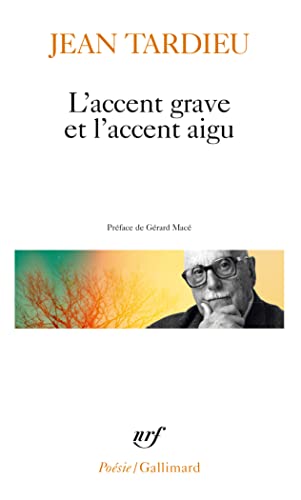 JEAN TARDIEU
L'accent grave
et l'accent aigu
Préface de Gérard Macé
nrf
Poésie / Gallimard